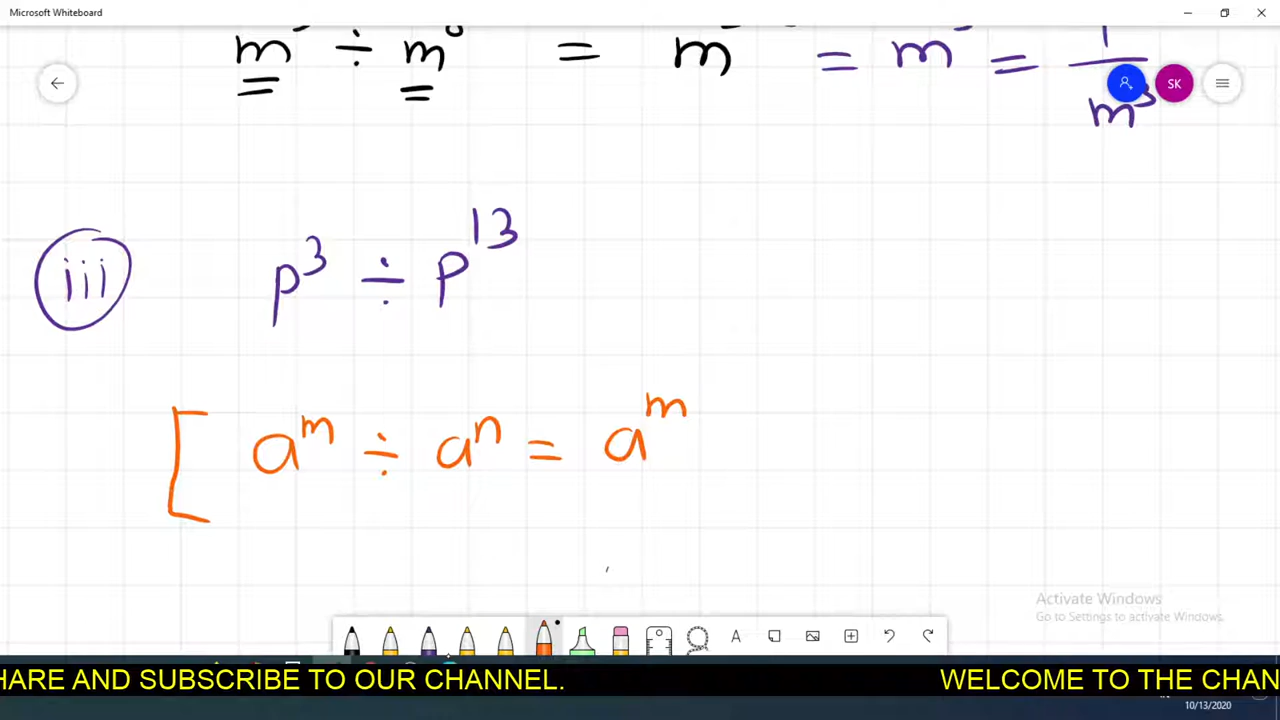 Microsoft Whiteboard
m ÷ m = m = m = 1/m³
SK
iii p³ ÷ p¹³
[ aᵐ ÷ aⁿ = aᵐ
Activate Windows
Go to Settings to activate Windows.
A
HARE AND SUBSCRIBE TO OUR CHANNEL. WELCOME TO THE CHAN
10/13/2020